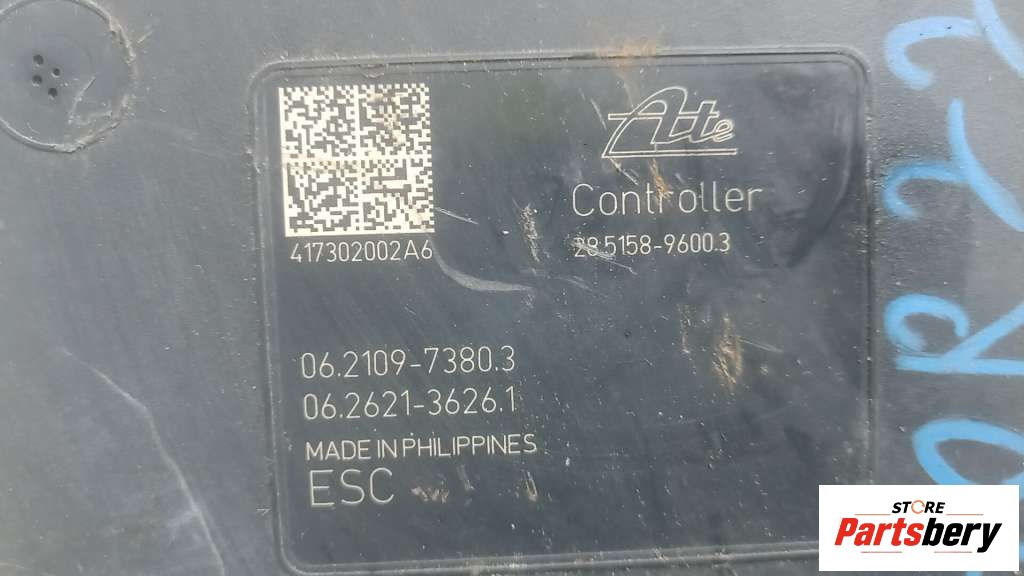 Ate
Controller
28.5158-9600.3
417302002A6
06.2109-7380.3
06.2621-3626.1
MADE IN PHILIPPINES
ESC
STORE
Partsbery